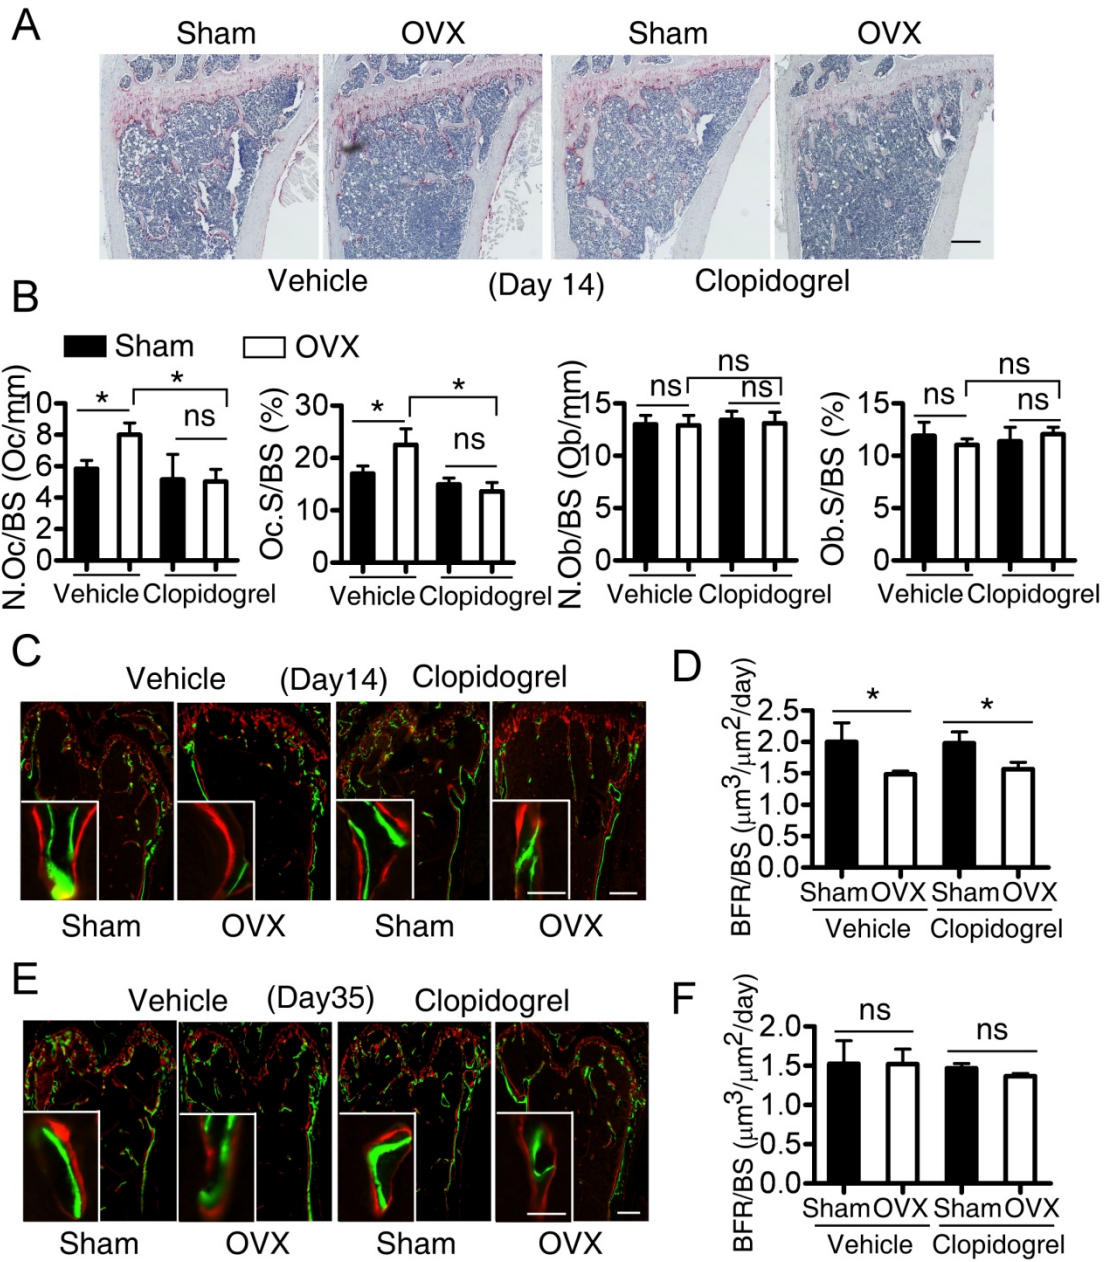 A
Sham OVX Sham OVX
Vehicle (Day 14) Clopidogrel
B
Sham OVX
N.Oc/BS (Oc/mm)
10
8
6
4
2
0
* * ns
Vehicle Clopidogrel
Oc.S/BS (%)
30
20
10
0
* * ns
Vehicle Clopidogrel
N.Ob/BS (Ob/mm)
15
10
5
0
ns ns ns
Vehicle Clopidogrel
Ob.S/BS (%)
15
10
5
0
ns ns ns
Vehicle Clopidogrel
C
Vehicle (Day14) Clopidogrel
Sham OVX Sham OVX
D
BFR/BS (μm³/μm²/day)
2.5
2.0
1.5
1.0
0.5
0.0
* *
Sham OVX Sham OVX
Vehicle Clopidogrel
E
Vehicle (Day35) Clopidogrel
Sham OVX Sham OVX
F
BFR/BS (μm³/μm²/day)
2.0
1.5
1.0
0.5
0.0
ns ns
Sham OVX Sham OVX
Vehicle Clopidogrel